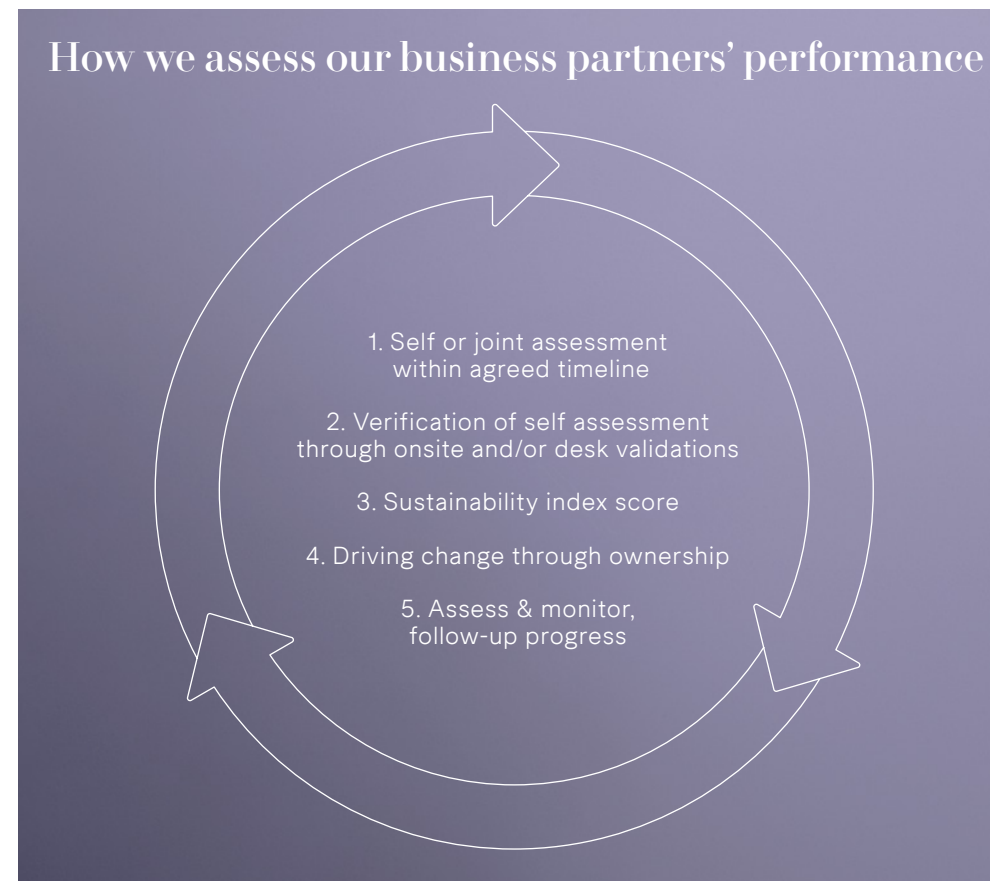 How we assess our business partners’ performance
1. Self or joint assessment
within agreed timeline
2. Verification of self assessment
through onsite and/or desk validations
3. Sustainability index score
4. Driving change through ownership
5. Assess & monitor,
follow-up progress